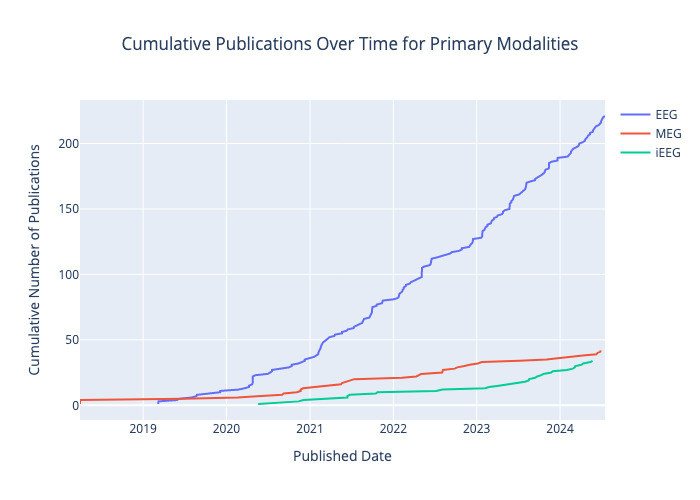 Cumulative Publications Over Time for Primary Modalities
EEG
MEG
iEEG
Cumulative Number of Publications
200
150
100
50
0
2019
2020
2021
2022
2023
2024
Published Date